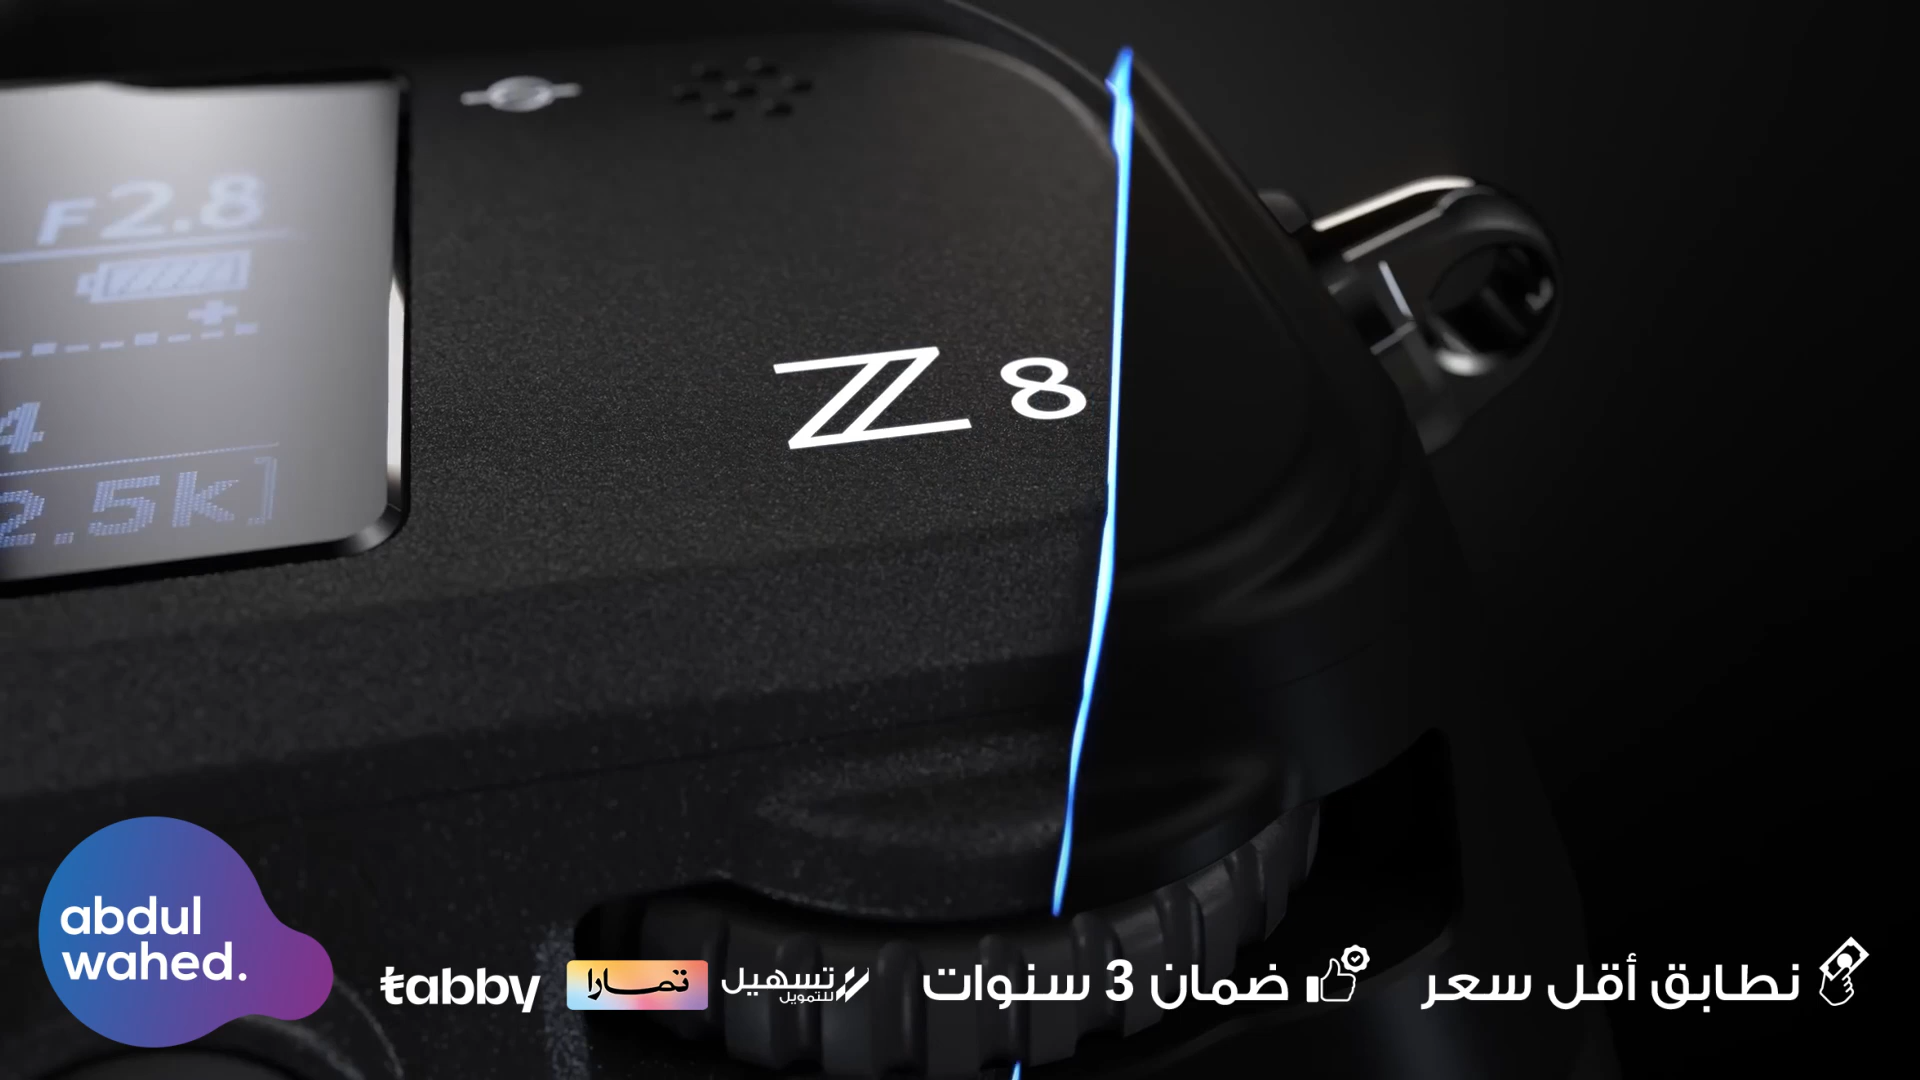 F2.8
4
2.5k]
Z 8
abdul
wahed.
tabby
تمارا
تسهيل
للتمويل
ضمان 3 سنوات
نطابق أقل سعر